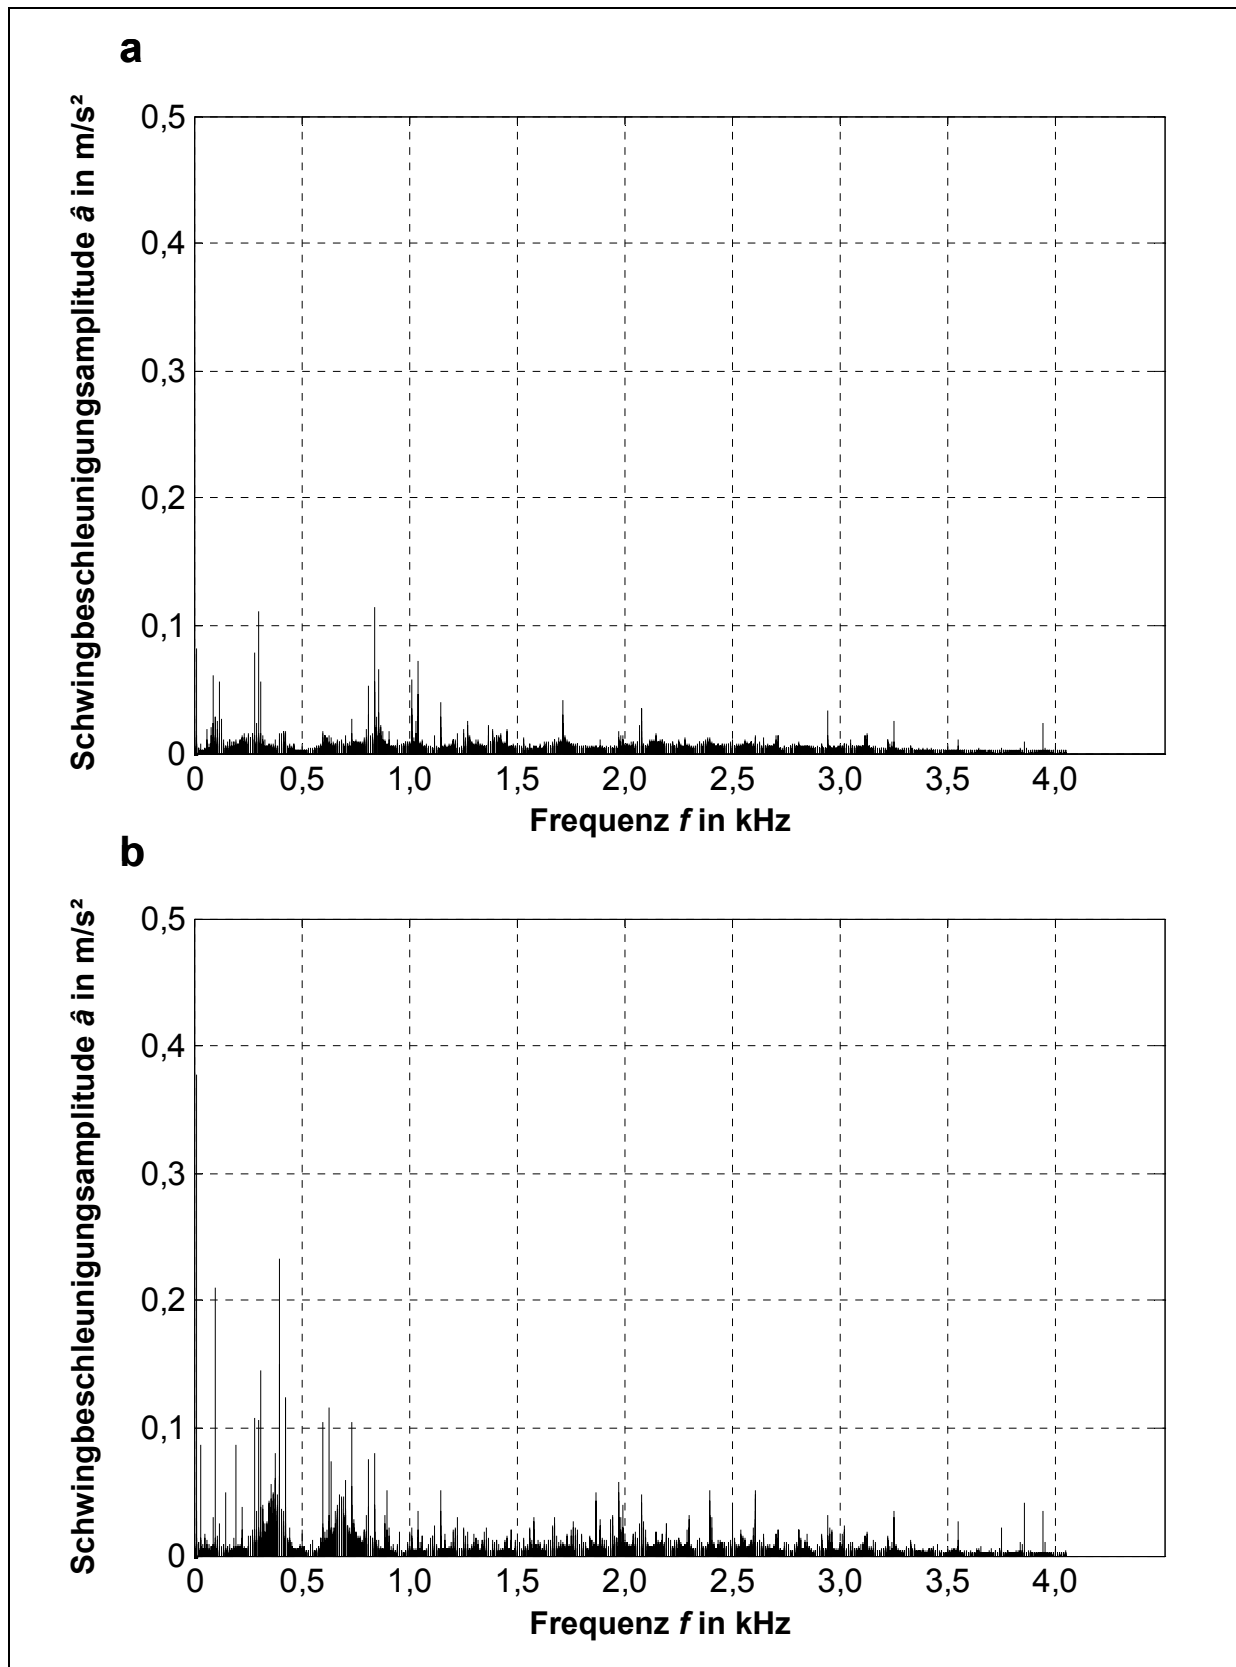 a
Schwingbeschleunigungsamplitude â in m/s²
0,5
0,4
0,3
0,2
0,1
0
0 0,5 1,0 1,5 2,0 2,5 3,0 3,5 4,0
Frequenz f in kHz
b
Schwingbeschleunigungsamplitude â in m/s²
0,5
0,4
0,3
0,2
0,1
0
0 0,5 1,0 1,5 2,0 2,5 3,0 3,5 4,0
Frequenz f in kHz